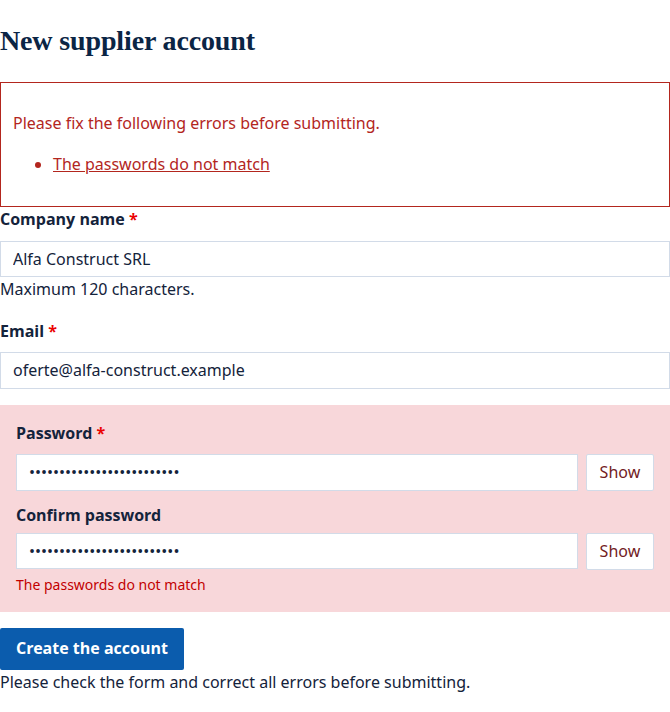 New supplier account
Please fix the following errors before submitting.
• The passwords do not match
Company name *
Alfa Construct SRL
Maximum 120 characters.
Email *
oferte@alfa-construct.example
Password *
•••••••••••••••••••••••••
Show
Confirm password
•••••••••••••••••••••••••
Show
The passwords do not match
Create the account
Please check the form and correct all errors before submitting.